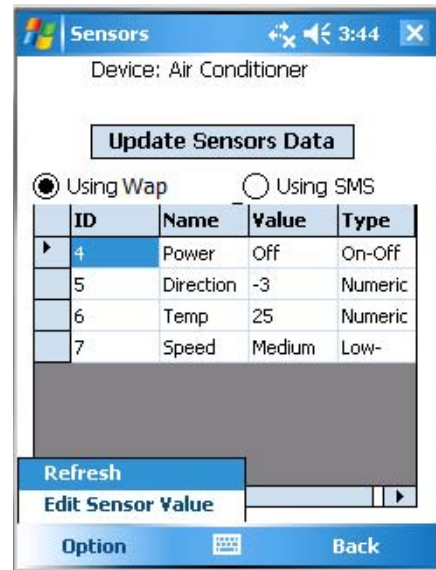 Sensors 3:44
Device: Air Conditioner
Update Sensors Data
Using Wap Using SMS
ID Name Value Type
4 Power Off On-Off
5 Direction -3 Numeric
6 Temp 25 Numeric
7 Speed Medium Low-
Refresh
Edit Sensor Value
Option Back